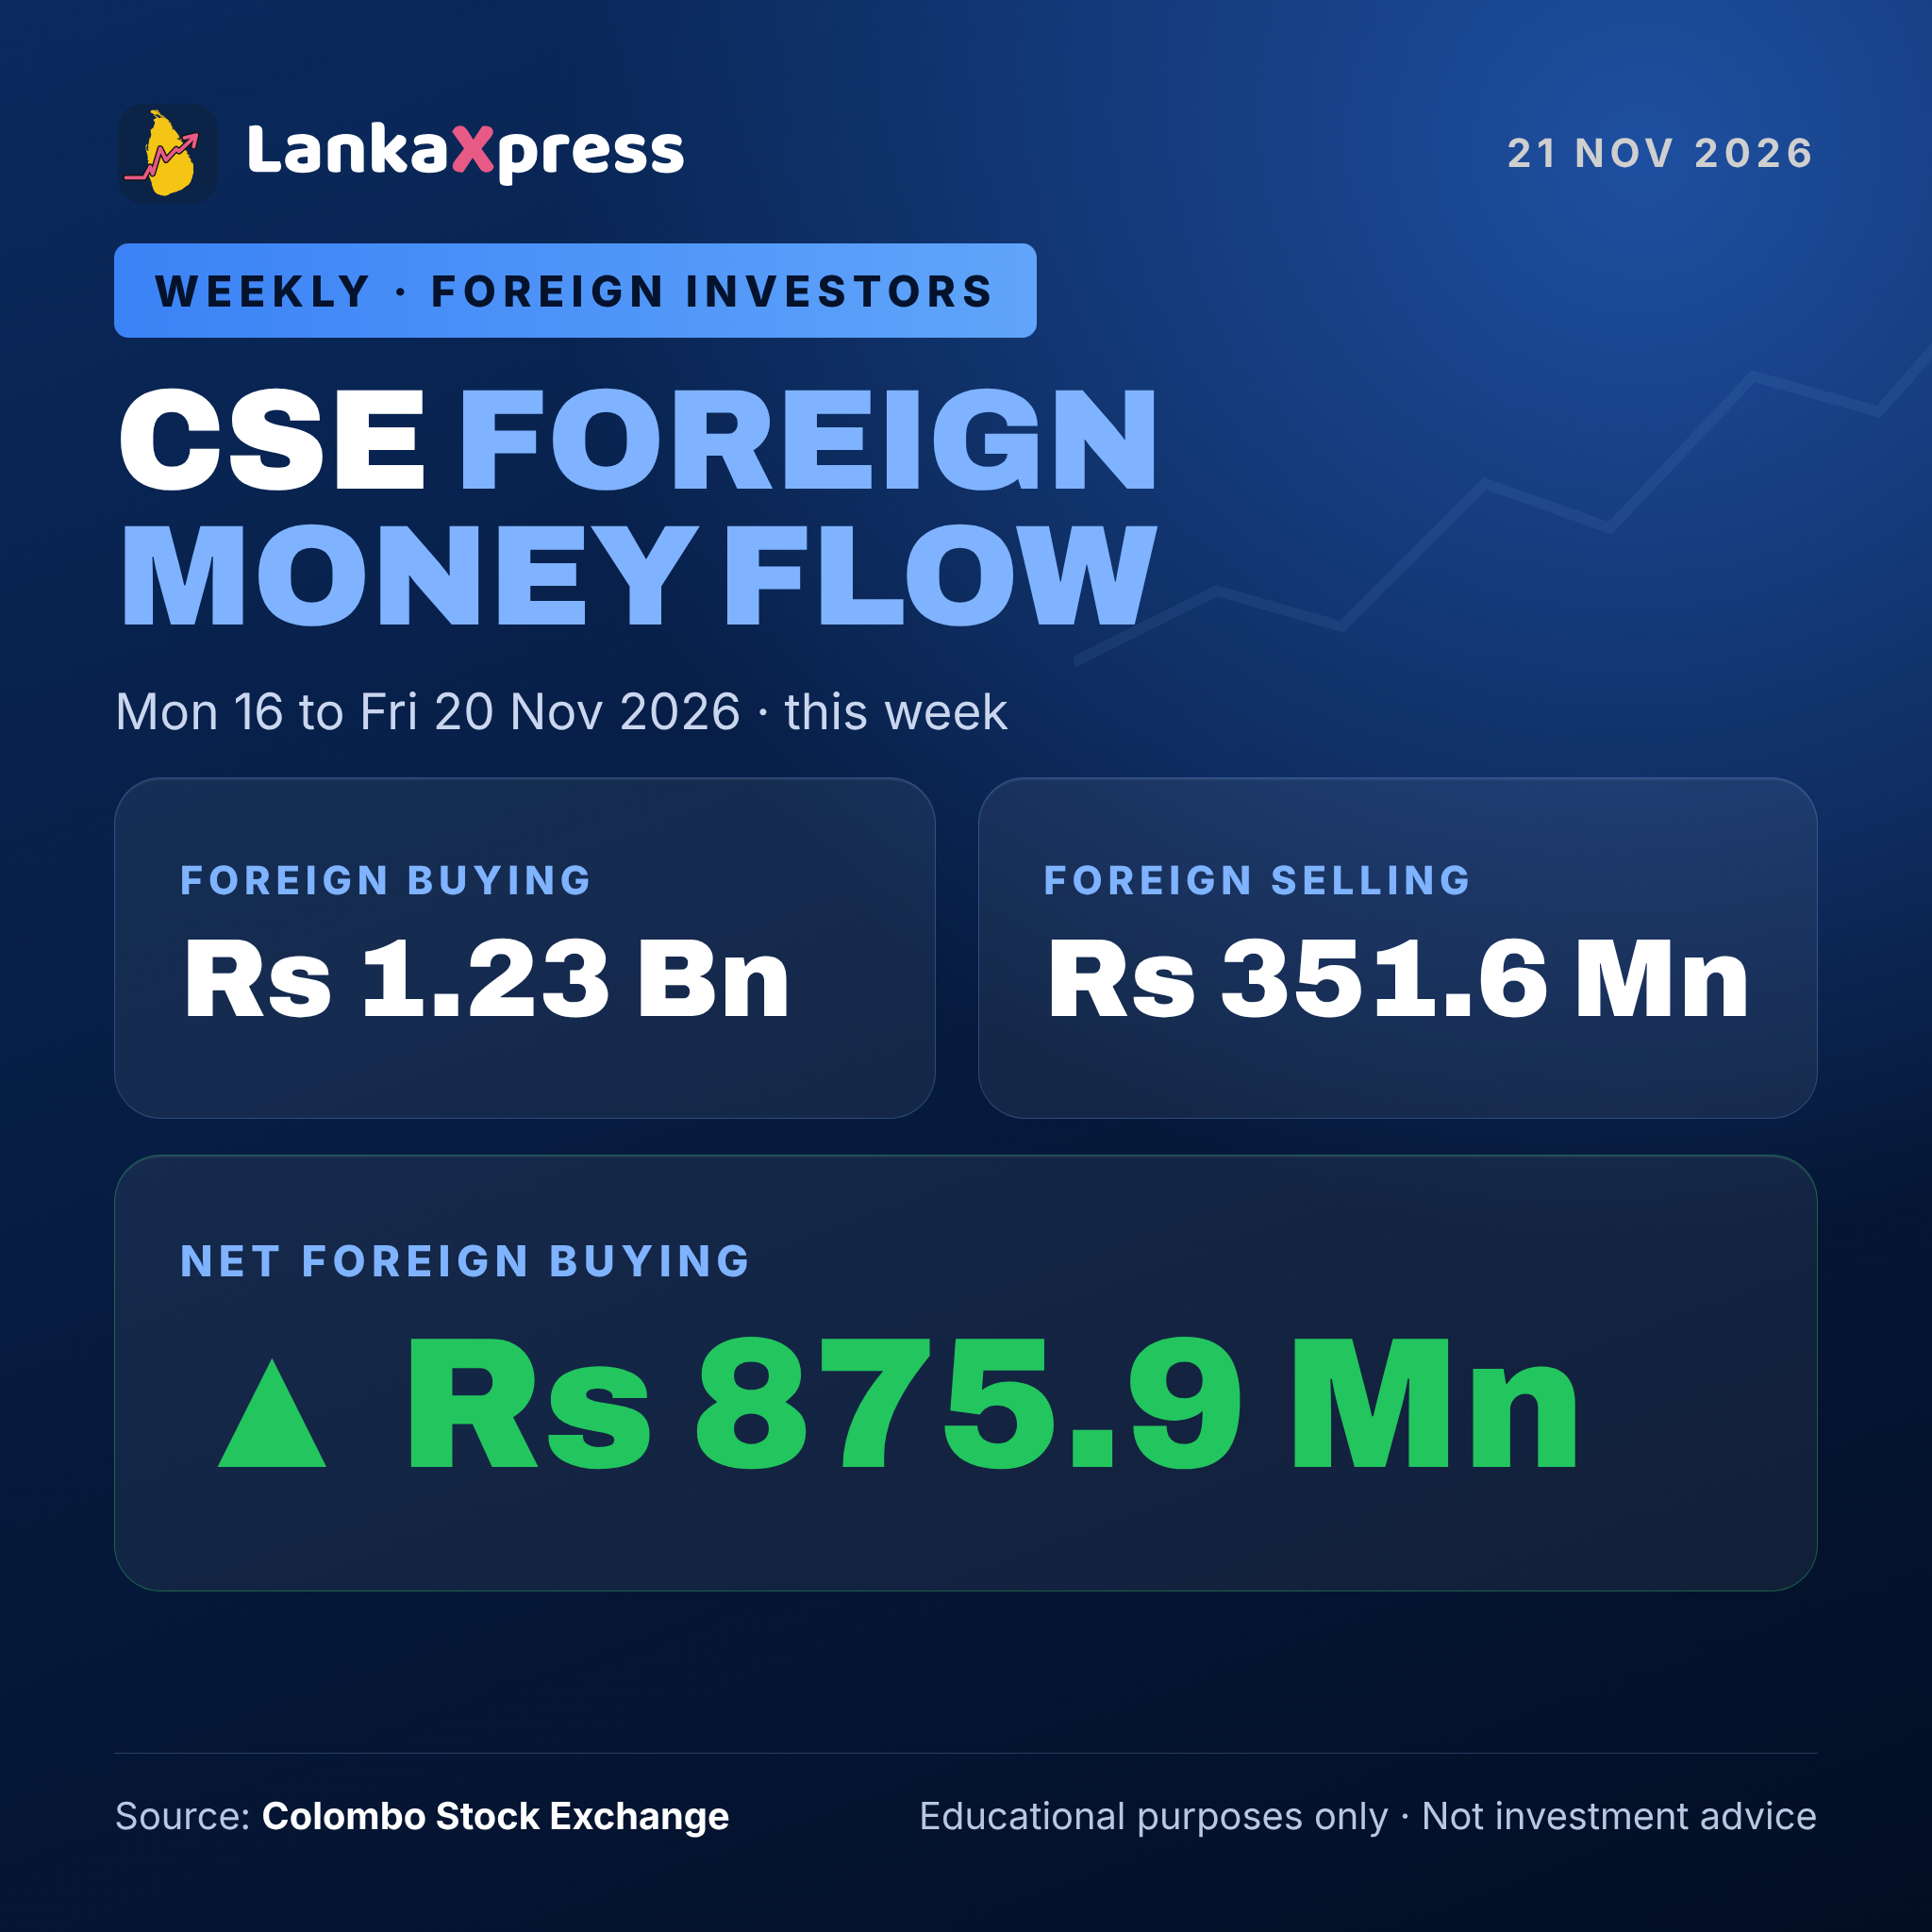 LankaXpress
21 NOV 2026
WEEKLY · FOREIGN INVESTORS
CSE FOREIGN
MONEY FLOW
Mon 16 to Fri 20 Nov 2026 · this week
FOREIGN BUYING
Rs 1.23 Bn
FOREIGN SELLING
Rs 351.6 Mn
NET FOREIGN BUYING
▲ Rs 875.9 Mn
Source: Colombo Stock Exchange
Educational purposes only · Not investment advice